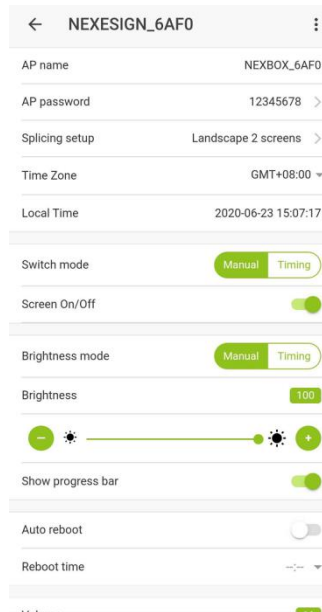 NEXESIGN_6AF0
AP name NEXBOX_6AF0
AP password 12345678
Splicing setup Landscape 2 screens
Time Zone GMT+08:00
Local Time 2020-06-23 15:07:17
Switch mode Manual Timing
Screen On/Off
Brightness mode Manual Timing
Brightness 100
Show progress bar
Auto reboot
Reboot time --:--